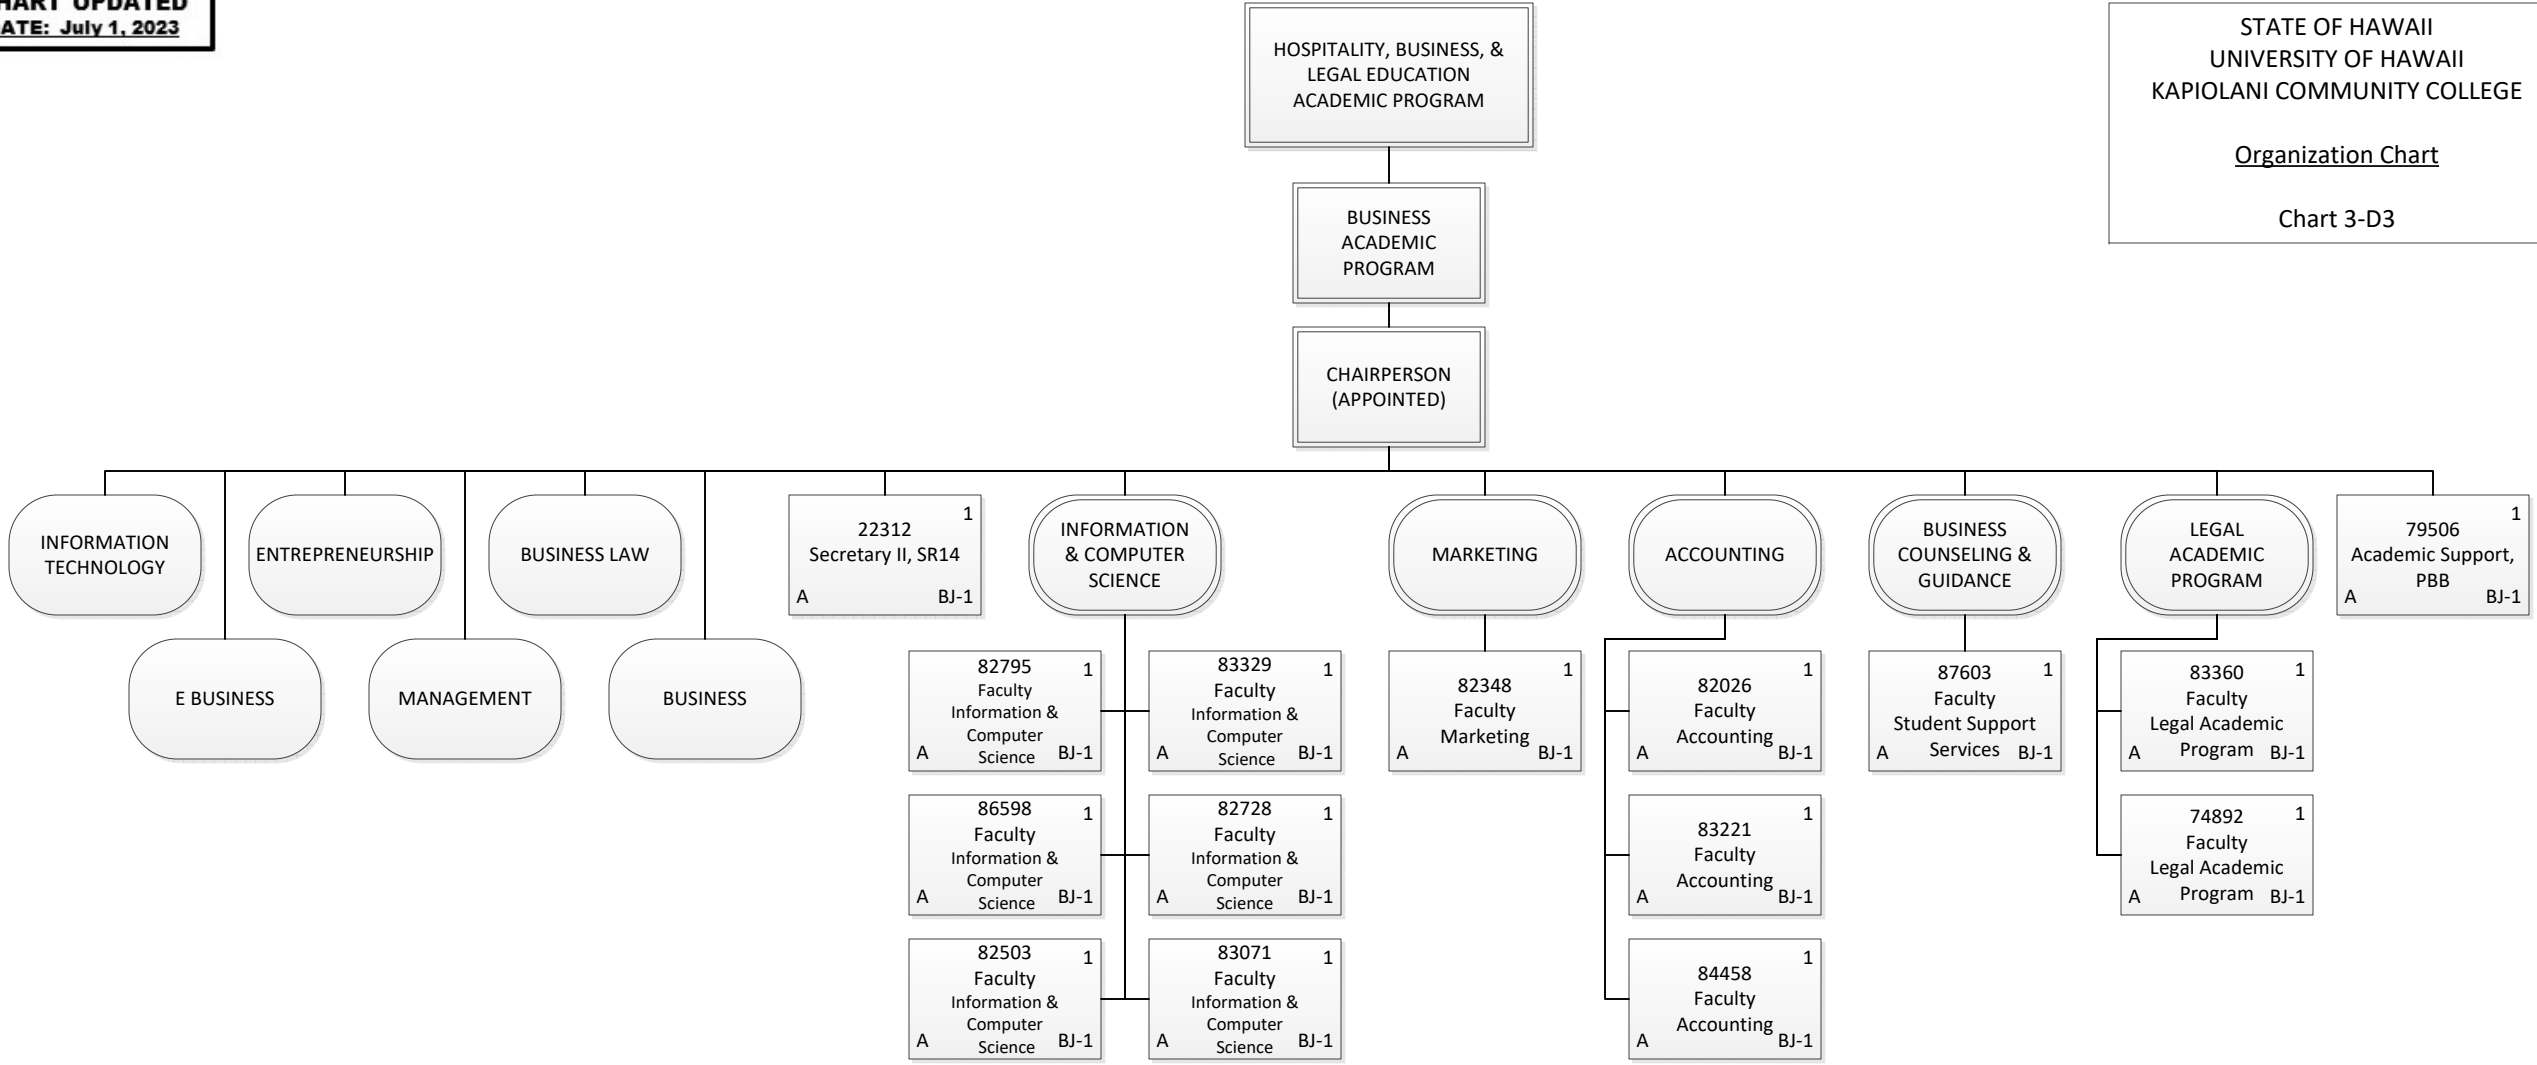 UPDATED
DATE: July 1, 2023
STATE OF HAWAII
UNIVERSITY OF HAWAII
KAPIOLANI COMMUNITY COLLEGE
Organization Chart
Chart 3-D3
HOSPITALITY, BUSINESS, &
LEGAL EDUCATION
ACADEMIC PROGRAM
BUSINESS
ACADEMIC
PROGRAM
CHAIRPERSON
(APPOINTED)
INFORMATION
TECHNOLOGY
ENTREPRENEURSHIP
BUSINESS LAW
1
22312
Secretary II, SR14
A BJ-1
INFORMATION
& COMPUTER
SCIENCE
MARKETING
ACCOUNTING
BUSINESS
COUNSELING &
GUIDANCE
LEGAL
ACADEMIC
PROGRAM
1
79506
Academic Support,
PBB
A BJ-1
E BUSINESS
MANAGEMENT
BUSINESS
82795 1
Faculty
Information &
Computer
A Science BJ-1
83329 1
Faculty
Information &
Computer
A Science BJ-1
1
82348
Faculty
Marketing
A BJ-1
1
82026
Faculty
Accounting
A BJ-1
87603 1
Faculty
Student Support
A Services BJ-1
83360 1
Faculty
Legal Academic
A Program BJ-1
86598 1
Faculty
Information &
Computer
A Science BJ-1
82728 1
Faculty
Information &
Computer
A Science BJ-1
1
83221
Faculty
Accounting
A BJ-1
74892 1
Faculty
Legal Academic
A Program BJ-1
82503 1
Faculty
Information &
Computer
A Science BJ-1
83071 1
Faculty
Information &
Computer
A Science BJ-1
1
84458
Faculty
Accounting
A BJ-1